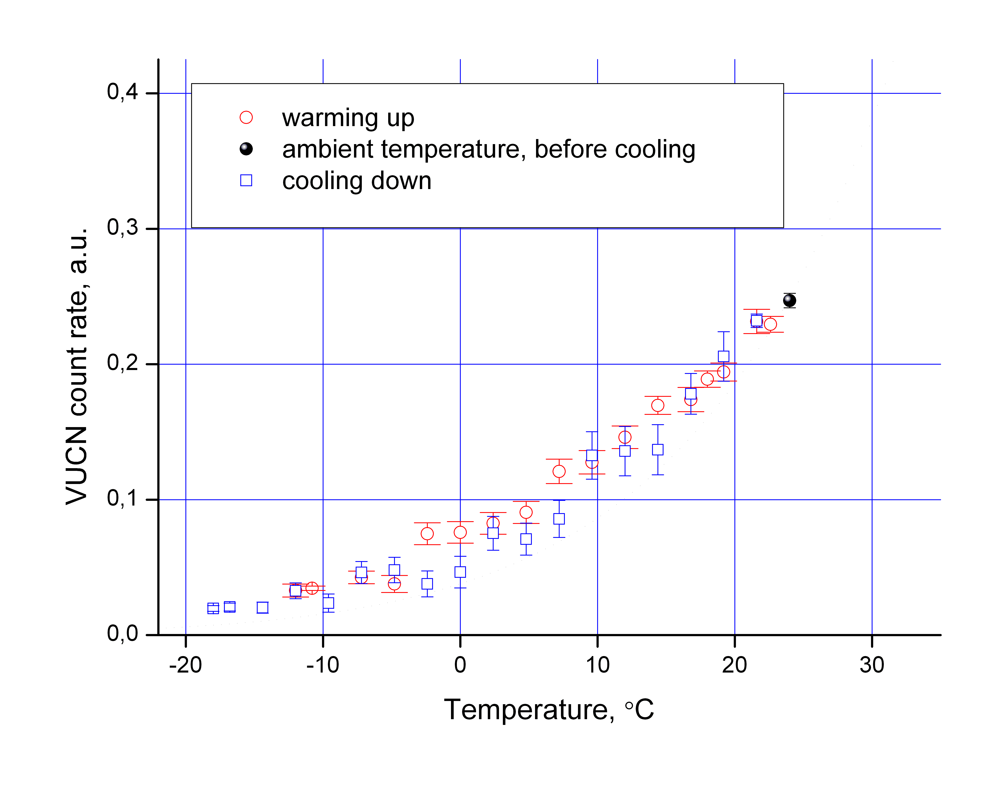 VUCN count rate, a.u.
0,4
0,3
0,2
0,1
0,0
warming up
ambient temperature, before cooling
cooling down
-20 -10 0 10 20 30
Temperature, °C